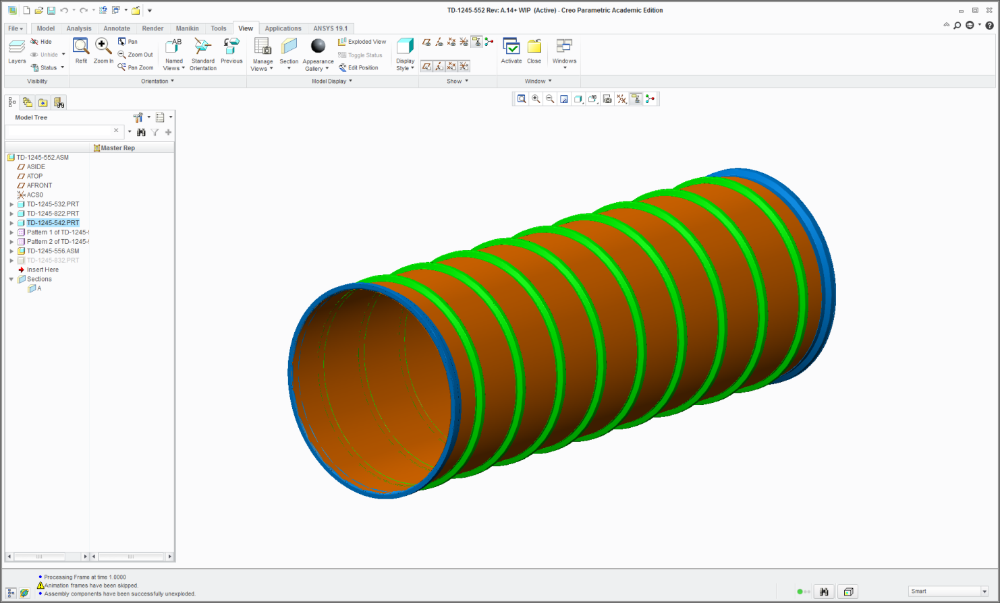 TD-1245-552 Rev: A.14+ WIP (Active) - Creo Parametric Academic Edition
File Model Analysis Annotate Render Manikin Tools View Applications ANSYS 19.1
Hide
Unhide
Status
Layers
Visibility
Refit
Zoom In
Pan
Zoom Out
Pan Zoom
Named Views
Standard Orientation
Previous
Orientation
Manage Views
Section
Appearance Gallery
Exploded View
Toggle Status
Edit Position
Model Display
Display Style
Show
Activate
Close
Windows
Window
Model Tree
Master Rep
TD-1245-552.ASM
ASIDE
ATOP
AFRONT
ACS0
TD-1245-532.PRT
TD-1245-822.PRT
TD-1245-542.PRT
Pattern 1 of TD-1245-
Pattern 2 of TD-1245-
TD-1245-556.ASM
TD-1245-832.PRT
Insert Here
Sections
A
Processing Frame at time 1.0000
Animation frames have been skipped.
Assembly components have been successfully unexploded.
Smart